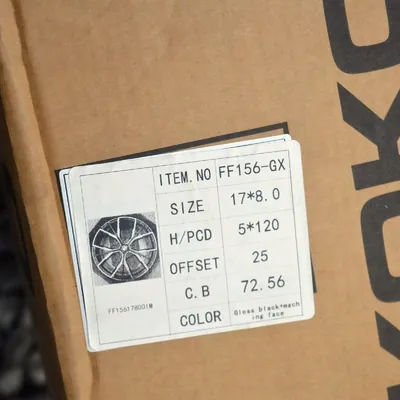 ITEM.NO FF156-GX
SIZE 17*8.0
H/PCD 5*120
OFFSET 25
C.B 72.56
COLOR Gloss black+mach
ing face
FF156178001M
OKO